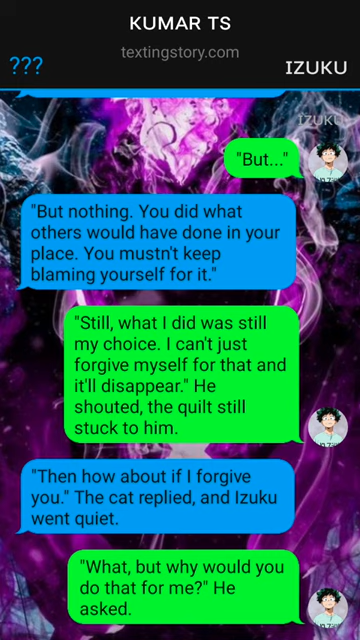 KUMAR TS
textingstory.com
???
IZUKU
IZUKU
"But..."
"But nothing. You did what
others would have done in your
place. You mustn't keep
blaming yourself for it."
"Still, what I did was still
my choice. I can't just
forgive myself for that and
it'll disappear." He
shouted, the quilt still
stuck to him.
"Then how about if I forgive
you." The cat replied, and Izuku
went quiet.
"What, but why would you
do that for me?" He
asked.